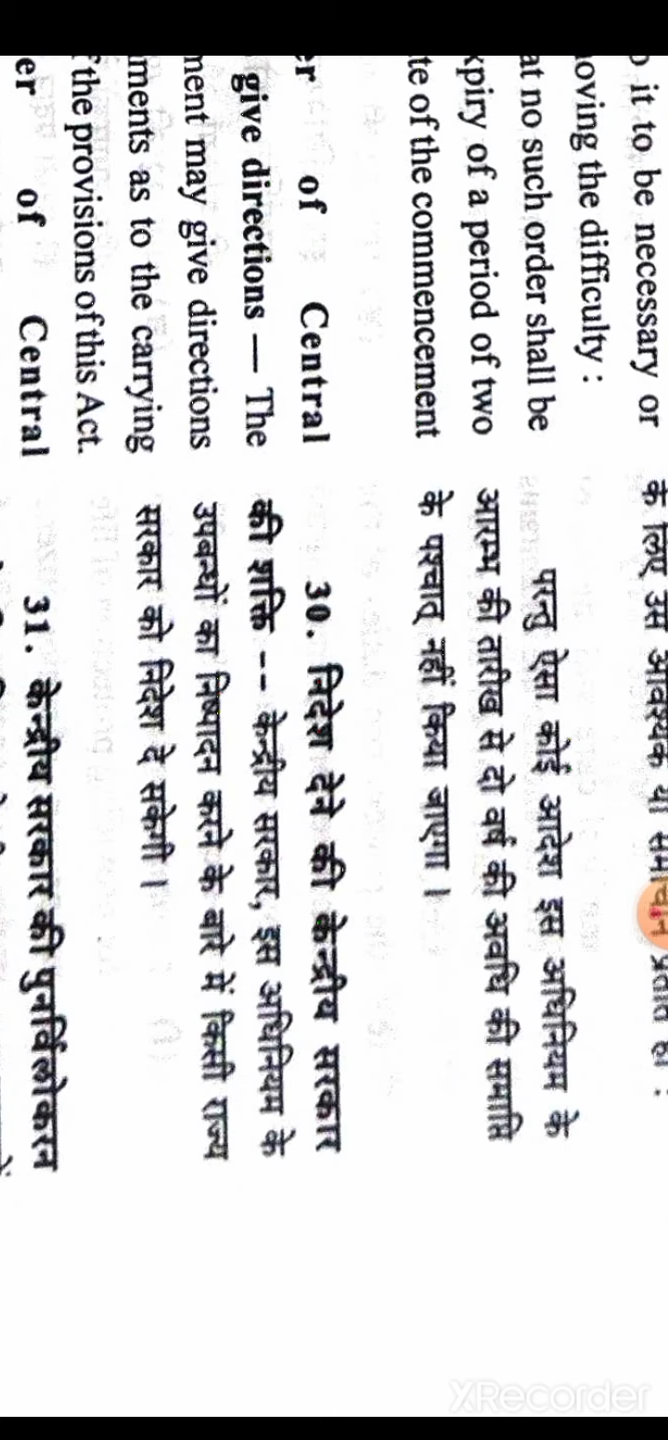 it to be necessary or
oving the difficulty :
at no such order shall be
xpiry of a period of two
te of the commencement
er of Central
give directions — The
ment may give directions
ments as to the carrying
f the provisions of this Act.
er of Central
के लिए उसे आवश्यक या प्रतीत हो :
परन्तु ऐसा कोई आदेश इस अधिनियम के
आरम्भ की तारीख से दो वर्ष की अवधि की समाप्ति
के पश्चात् नहीं किया जाएगा ।
30. निदेश देने की केन्द्रीय सरकार
की शक्ति -- केन्द्रीय सरकार, इस अधिनियम के
उपबन्धों का निष्पादन करने के बारे में किसी राज्य
सरकार को निदेश दे सकेगी ।
31. केन्द्रीय सरकार की पुनर्विलोकन
XRecorder